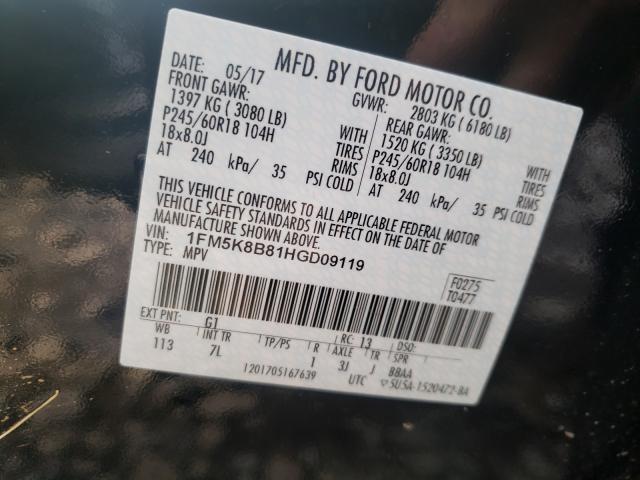 MFD. BY FORD MOTOR CO.
DATE: 05/17 GVWR: 2803 KG ( 6180 LB)
FRONT GAWR: REAR GAWR:
1397 KG ( 3080 LB) WITH 1520 KG ( 3350 LB) WITH
P245/60R18 104H TIRES P245/60R18 104H TIRES
18x8.0J RIMS 18x8.0J RIMS
AT 240 kPa/ 35 PSI COLD AT 240 kPa/ 35 PSI COLD
THIS VEHICLE CONFORMS TO ALL APPLICABLE FEDERAL MOTOR
VEHICLE SAFETY STANDARDS IN EFFECT ON THE DATE OF
MANUFACTURE SHOWN ABOVE.
VIN: 1FM5K8B81HGD09119
TYPE: MPV
F0275
T0477
EXT PNT: G1 RC: 13 DSO:
WB INT TR TP/PS R AXLE TR SPR
113 7L 1 3J J BBAA
1201705167639 UTC SU5A-1520472-BA